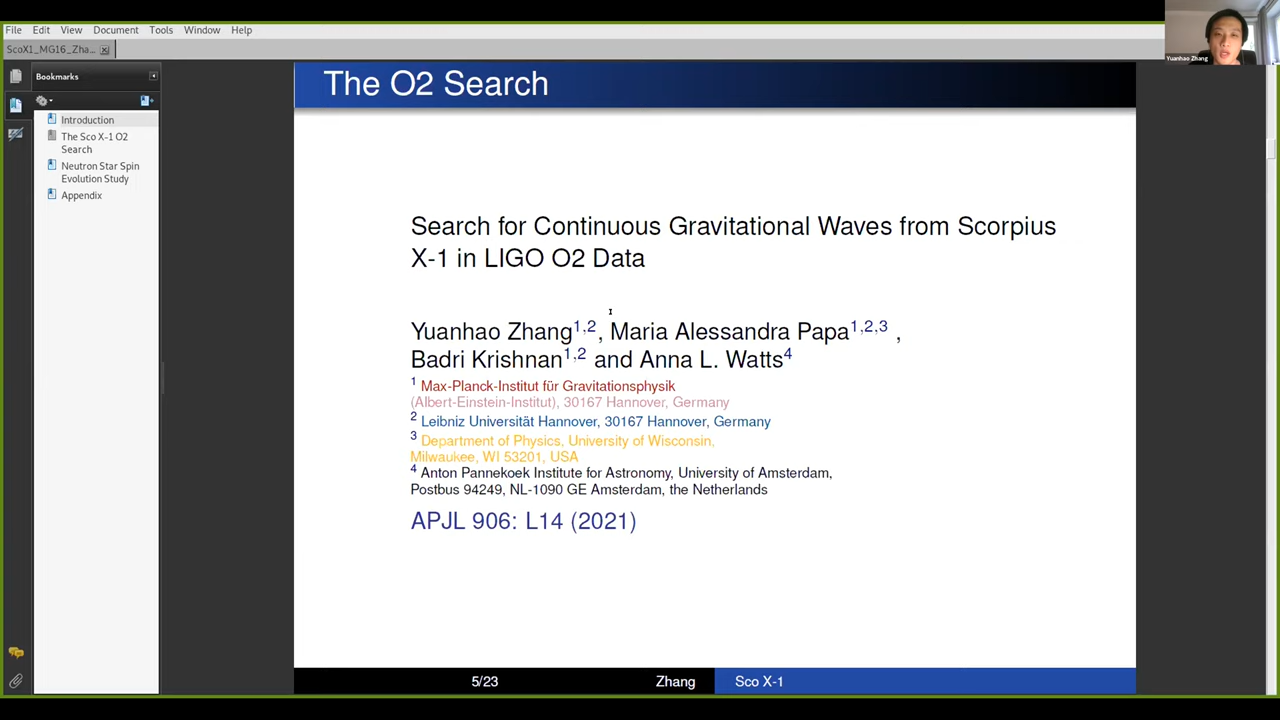 File Edit View Document Tools Window Help
ScoX1_MG16_Zha...
Bookmarks
Introduction
The Sco X-1 O2
Search
Neutron Star Spin
Evolution Study
Appendix
The O2 Search
Search for Continuous Gravitational Waves from Scorpius
X-1 in LIGO O2 Data
Yuanhao Zhang1,2, Maria Alessandra Papa1,2,3 ,
Badri Krishnan1,2 and Anna L. Watts4
1 Max-Planck-Institut für Gravitationsphysik
(Albert-Einstein-Institut), 30167 Hannover, Germany
2 Leibniz Universität Hannover, 30167 Hannover, Germany
3 Department of Physics, University of Wisconsin,
Milwaukee, WI 53201, USA
4 Anton Pannekoek Institute for Astronomy, University of Amsterdam,
Postbus 94249, NL-1090 GE Amsterdam, the Netherlands
APJL 906: L14 (2021)
5/23 Zhang Sco X-1
Yuanhao Zhang